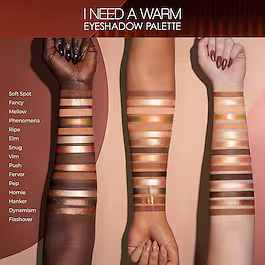 I NEED A WARM
EYESHADOW PALETTE
Soft Spot
Fancy
Mellow
Phenomena
Ripe
Elm
Snug
Vim
Push
Fervor
Pep
Homie
Hanker
Dynamism
Flashover